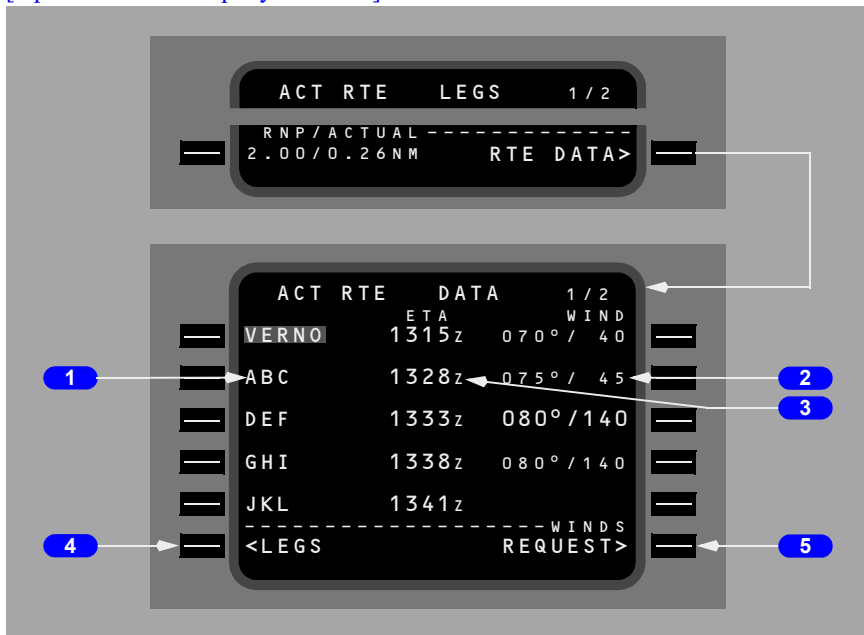 ACT RTE LEGS 1/2
RNP/ACTUAL-------------
2.00/0.26NM RTE DATA>
ACT RTE DATA 1/2
ETA WIND
VERNO 1315z 070°/ 40
1 ABC 1328z 075°/ 45 2
3
DEF 1333z 080°/140
GHI 1338z 080°/140
JKL 1341z
-------------------WINDS
4 <LEGS REQUEST> 5